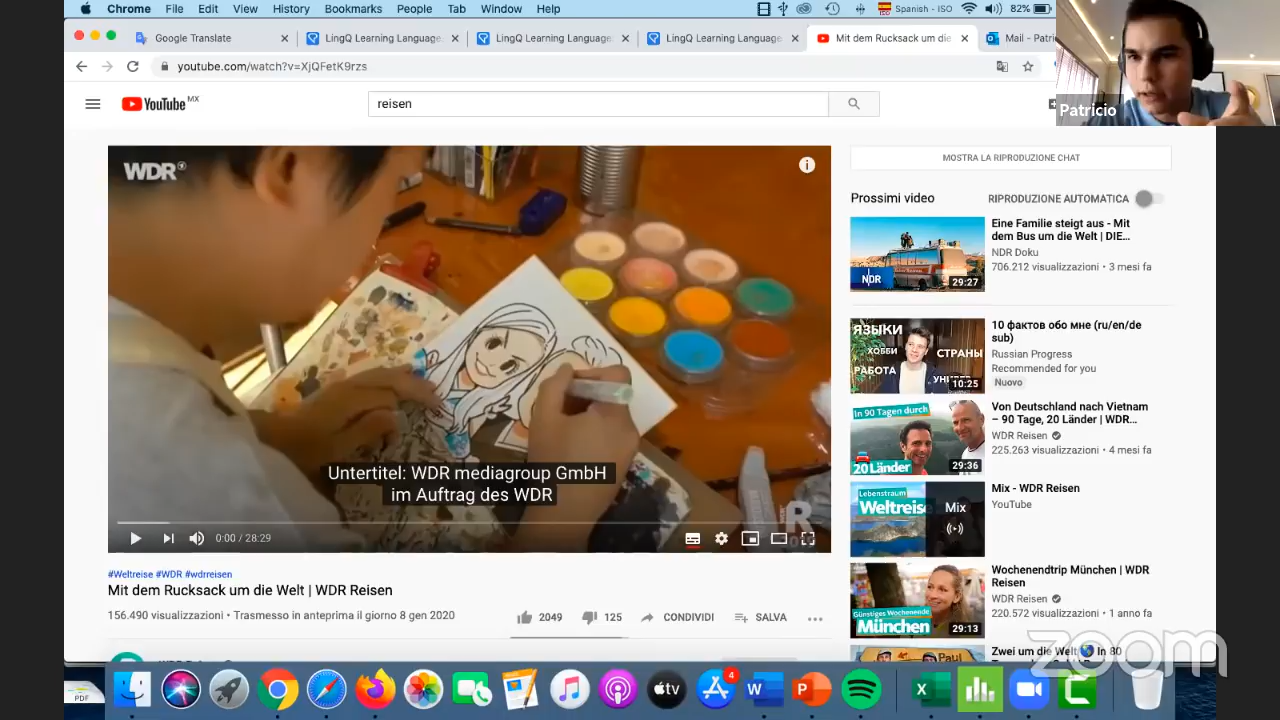 Chrome File Edit View History Bookmarks People Tab Window Help
Spanish - ISO 82%
Google Translate
LingQ Learning Language
LingQ Learning Language
LingQ Learning Language
Mit dem Rucksack um die
Mail - Patri
youtube.com/watch?v=XjQFetK9rzs
YouTube MX
reisen
Patricio
WDR
Untertitel: WDR mediagroup GmbH
im Auftrag des WDR
0:00 / 28:29
#Weltreise #WDR #wdrreisen
Mit dem Rucksack um die Welt | WDR Reisen
156.490 visualizzazioni • Trasmesso in anteprima il giorno 8 gen 2020
2049 125 CONDIVIDI SALVA
MOSTRA LA RIPRODUZIONE CHAT
Prossimi video RIPRODUZIONE AUTOMATICA
NDR
29:27
Eine Familie steigt aus - Mit
dem Bus um die Welt | DIE...
NDR Doku
706.212 visualizzazioni • 3 mesi fa
ЯЗЫКИ
ХОББИ
СТРАНЫ
РАБОТА
10:25
10 фактов обо мне (ru/en/de
sub)
Russian Progress
Recommended for you
Nuovo
In 90 Tagen durch
20 Länder
29:36
Von Deutschland nach Vietnam
– 90 Tage, 20 Länder | WDR...
WDR Reisen
225.263 visualizzazioni • 4 mesi fa
Lebenstraum
Weltreise
Mix
Mix - WDR Reisen
YouTube
Günstiges Wochenende
München
29:13
Wochenendtrip München | WDR
Reisen
WDR Reisen
220.572 visualizzazioni • 1 anno fa
Paul
Zwei um die Welt In 80
zoom
PDF
17
tv
4
W
P
X
C